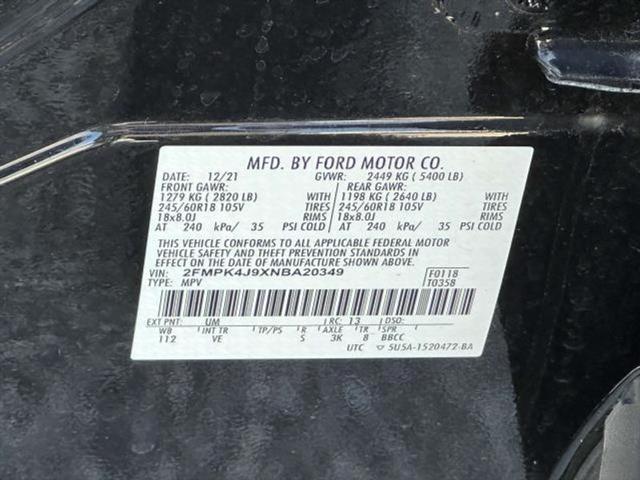 MFD. BY FORD MOTOR CO.
DATE: 12/21 GVWR: 2449 KG ( 5400 LB)
FRONT GAWR: REAR GAWR:
1279 KG ( 2820 LB) WITH 1198 KG ( 2640 LB) WITH
245/60R18 105V TIRES 245/60R18 105V TIRES
18x8.0J RIMS 18x8.0J RIMS
AT 240 kPa/ 35 PSI COLD AT 240 kPa/ 35 PSI COLD
THIS VEHICLE CONFORMS TO ALL APPLICABLE FEDERAL MOTOR
VEHICLE SAFETY AND THEFT PREVENTION STANDARDS IN
EFFECT ON THE DATE OF MANUFACTURE SHOWN ABOVE.
VIN: 2FMPK4J9XNBA20349 F0118
TYPE: MPV T0358
EXT PNT: UM RC: 13 DSO:
WB INT TR TP/PS R AXLE TR SPR
112 VE S 3K 8 BBCC
UTC ▽ 5U5A-1520472-BA